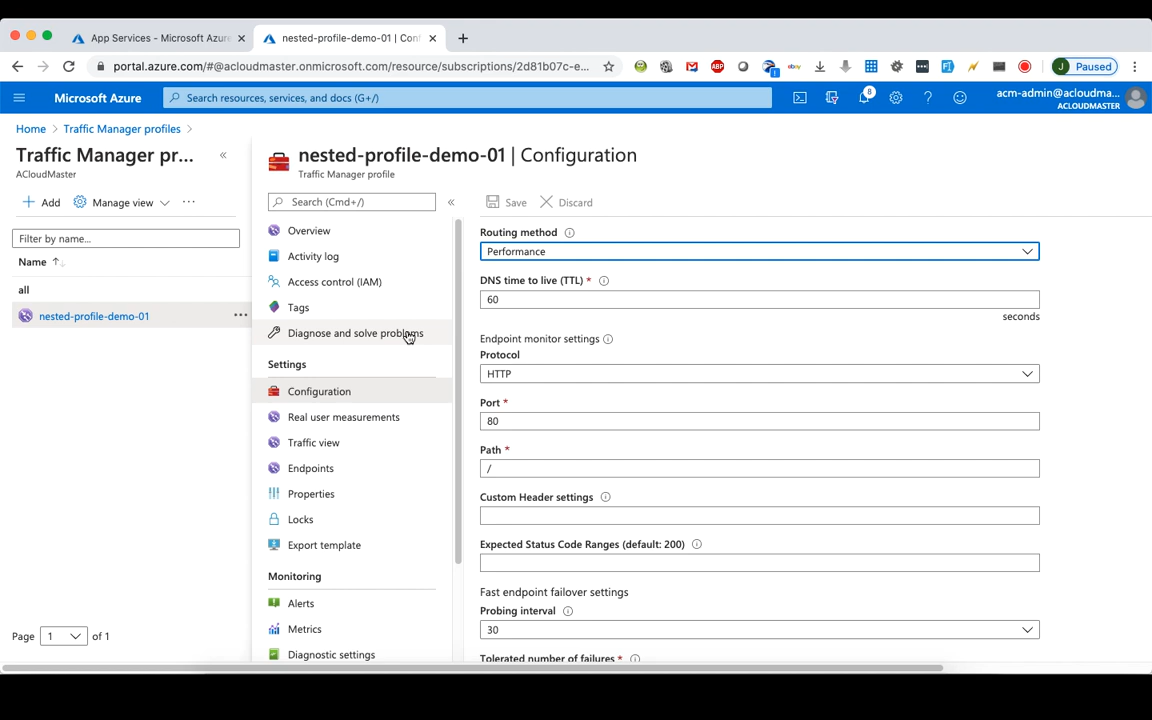 App Services - Microsoft Azure
nested-profile-demo-01 | Conf
portal.azure.com/#@acloudmaster.onmicrosoft.com/resource/subscriptions/2d81b07c-e...
ABP
ebay
J Paused
Microsoft Azure
Search resources, services, and docs (G+/)
8
acm-admin@acloudma...
ACLOUDMASTER
Home > Traffic Manager profiles >
Traffic Manager pr...
ACloudMaster
Add
Manage view
...
Filter by name...
Name
all
nested-profile-demo-01
...
Page 1 of 1
nested-profile-demo-01 | Configuration
Traffic Manager profile
Search (Cmd+/)
Overview
Activity log
Access control (IAM)
Tags
Diagnose and solve problems
Settings
Configuration
Real user measurements
Traffic view
Endpoints
Properties
Locks
Export template
Monitoring
Alerts
Metrics
Diagnostic settings
Save
Discard
Routing method
Performance
DNS time to live (TTL) *
60
seconds
Endpoint monitor settings
Protocol
HTTP
Port *
80
Path *
/
Custom Header settings
Expected Status Code Ranges (default: 200)
Fast endpoint failover settings
Probing interval
30
Tolerated number of failures *